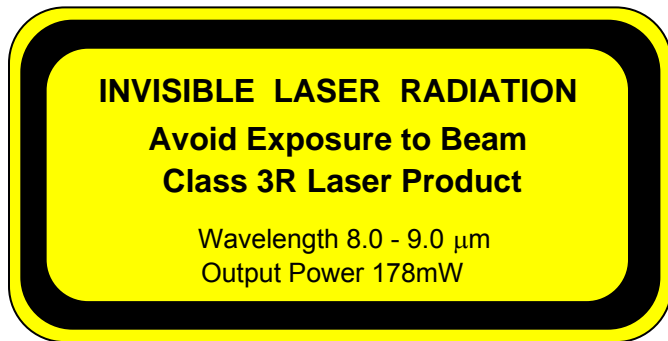 INVISIBLE LASER RADIATION
Avoid Exposure to Beam
Class 3R Laser Product
Wavelength 8.0 - 9.0 μm
Output Power 178mW